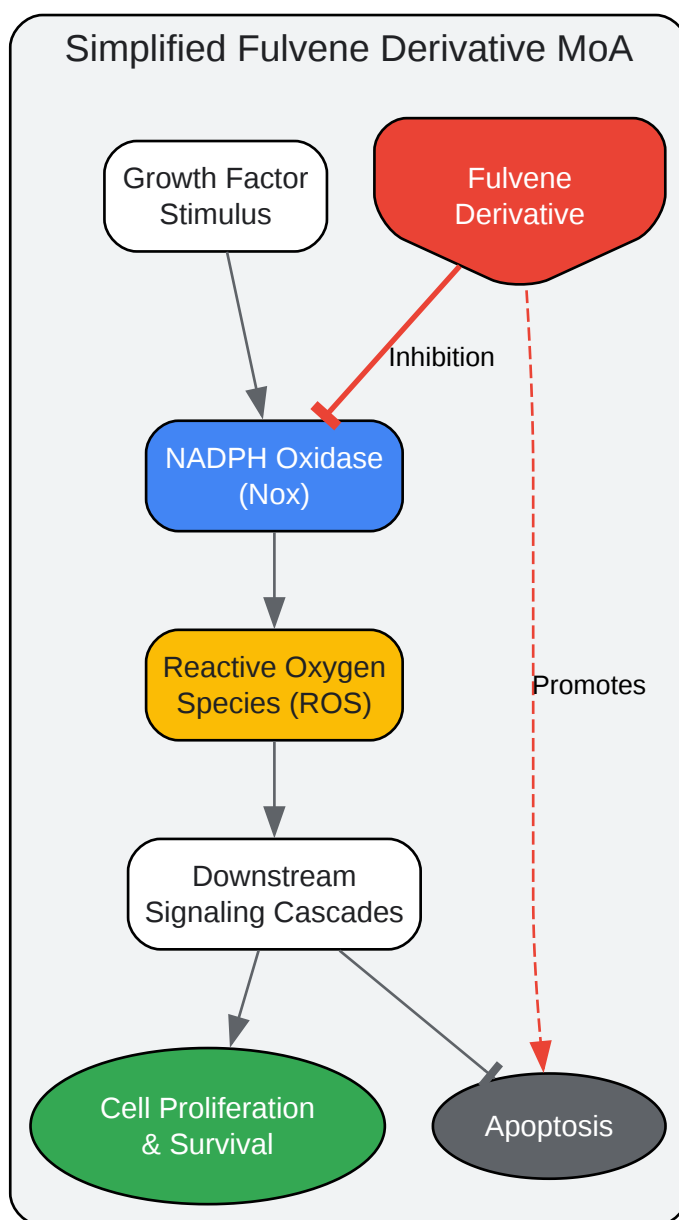 Simplified Fulvene Derivative MoA
Growth Factor
Stimulus
Fulvene
Derivative
Inhibition
NADPH Oxidase
(Nox)
Reactive Oxygen
Species (ROS)
Promotes
Downstream
Signaling Cascades
Cell Proliferation
& Survival
Apoptosis